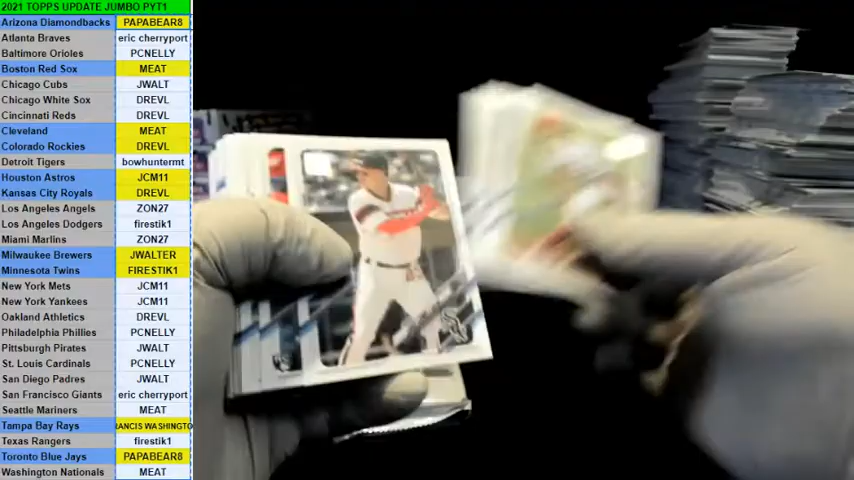 2021 TOPPS UPDATE JUMBO PYT1
Arizona Diamondbacks PAPABEAR8
Atlanta Braves eric cherryport
Baltimore Orioles PCNELLY
Boston Red Sox MEAT
Chicago Cubs JWALT
Chicago White Sox DREVL
Cincinnati Reds DREVL
Cleveland MEAT
Colorado Rockies DREVL
Detroit Tigers bowhuntermt
Houston Astros JCM11
Kansas City Royals DREVL
Los Angeles Angels ZON27
Los Angeles Dodgers firestik1
Miami Marlins ZON27
Milwaukee Brewers JWALTER
Minnesota Twins FIRESTIK1
New York Mets JCM11
New York Yankees JCM11
Oakland Athletics DREVL
Philadelphia Phillies PCNELLY
Pittsburgh Pirates JWALT
St. Louis Cardinals PCNELLY
San Diego Padres JWALT
San Francisco Giants eric cherryport
Seattle Mariners MEAT
Tampa Bay Rays RANCIS WASHINGTO
Texas Rangers firestik1
Toronto Blue Jays PAPABEAR8
Washington Nationals MEAT